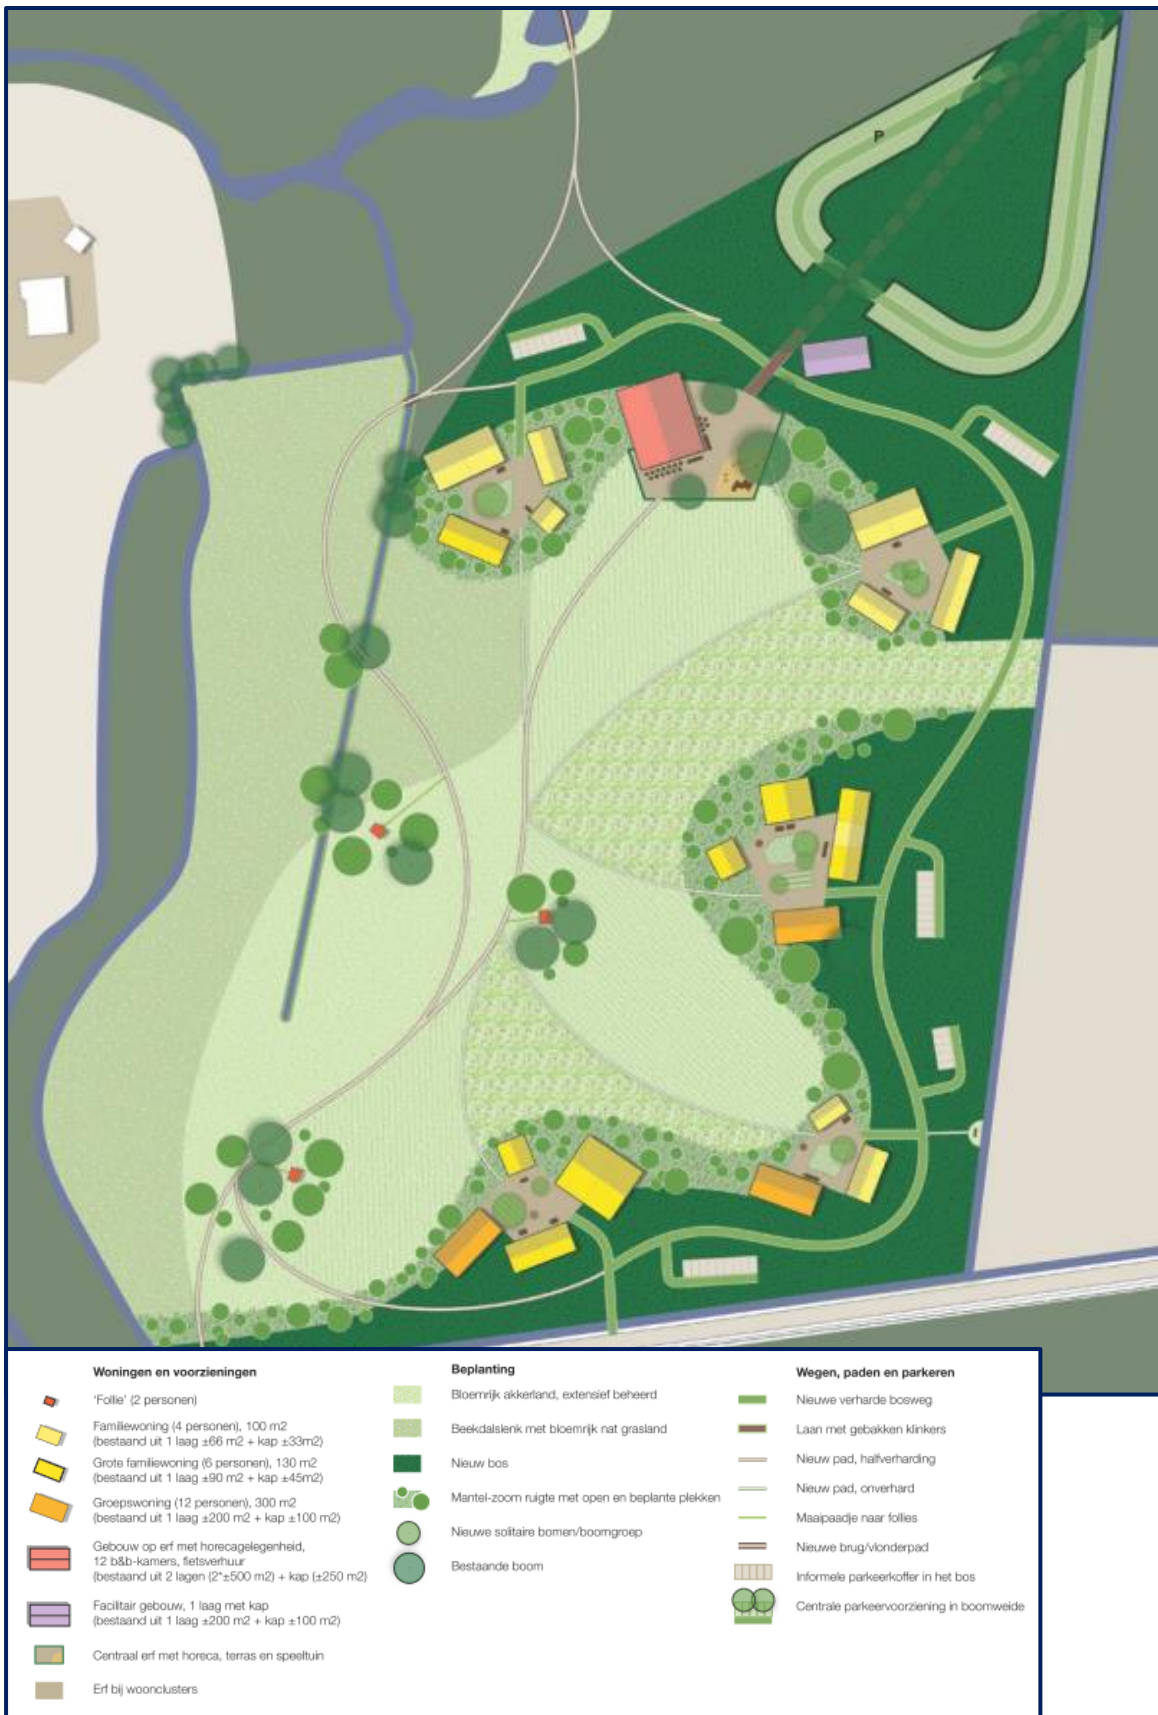 P
Woningen en voorzieningen
'Follie' (2 personen)
Familiewoning (4 personen), 100 m2
(bestaand uit 1 laag ±66 m2 + kap ±33m2)
Grote familiewoning (6 personen), 130 m2
(bestaand uit 1 laag ±90 m2 + kap ±45m2)
Groepswoning (12 personen), 300 m2
(bestaand uit 1 laag ±200 m2 + kap ±100 m2)
Gebouw op erf met horecagelegenheid,
12 b&b-kamers, fietsverhuur
(bestaand uit 2 lagen (2*±500 m2) + kap (±250 m2)
Facilitair gebouw, 1 laag met kap
(bestaand uit 1 laag ±200 m2 + kap ±100 m2)
Centraal erf met horeca, terras en speeltuin
Erf bij woonclusters
Beplanting
Bloemrijk akkerland, extensief beheerd
Beekdalslenk met bloemrijk nat grasland
Nieuw bos
Mantel-zoom ruigte met open en beplante plekken
Nieuwe solitaire bomen/boomgroep
Bestaande boom
Wegen, paden en parkeren
Nieuwe verharde bosweg
Laan met gebakken klinkers
Nieuw pad, halfverharding
Nieuw pad, onverhard
Maaipaadje naar follies
Nieuwe brug/vlonderpad
Informele parkeerkoffer in het bos
Centrale parkeervoorziening in boomweide